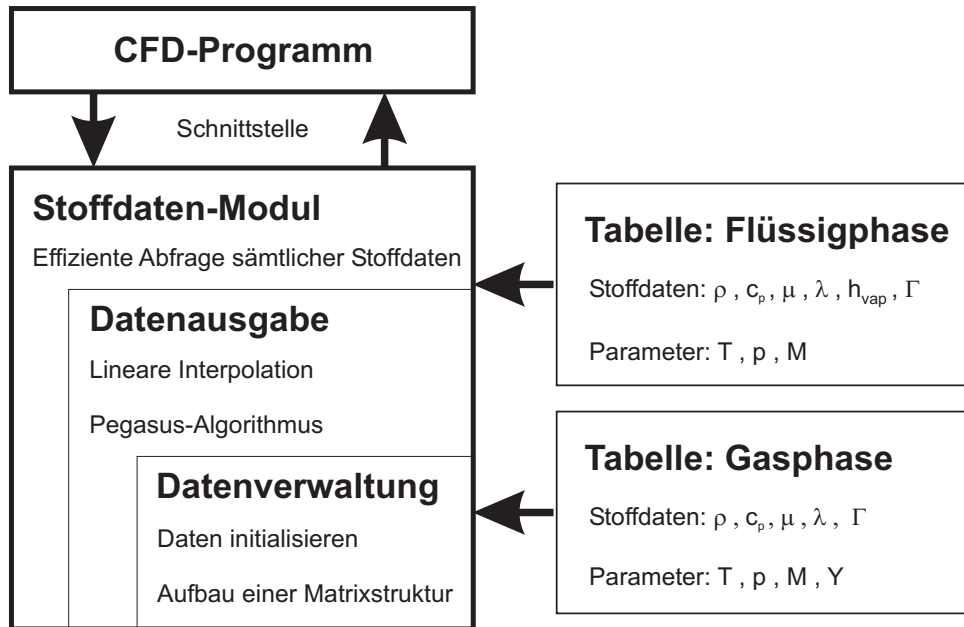 CFD-Programm
Schnittstelle
Stoffdaten-Modul
Effiziente Abfrage sämtlicher Stoffdaten
Datenausgabe
Lineare Interpolation
Pegasus-Algorithmus
Datenverwaltung
Daten initialisieren
Aufbau einer Matrixstruktur
Tabelle: Flüssigphase
Stoffdaten: ρ , cₚ, μ , λ , h_vap , Γ
Parameter: T , p , M
Tabelle: Gasphase
Stoffdaten: ρ , cₚ, μ , λ , Γ
Parameter: T , p , M , Y